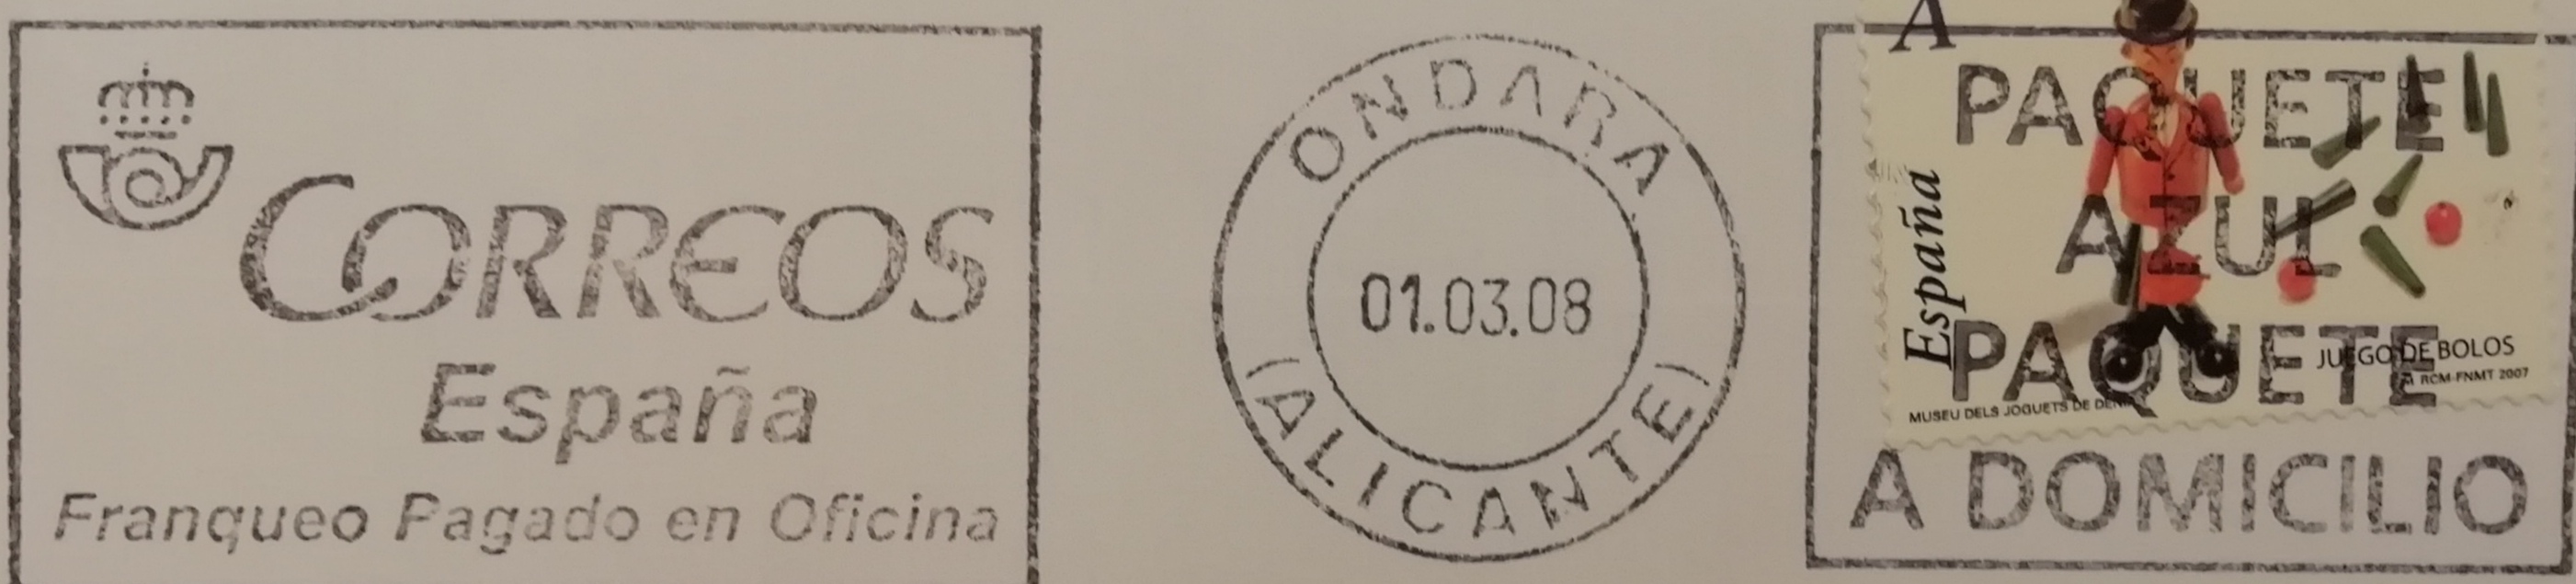 CORREOS
España
Franqueo Pagado en Oficina
ONDARA
01.03.08
(ALICANTE)
PAQUETE
AZUL
PAQUETE
A DOMICILIO
A
España
JUEGO DE BOLOS
RCM-FNMT 2007
MUSEU DELS JOGUETS DE DÉNIA